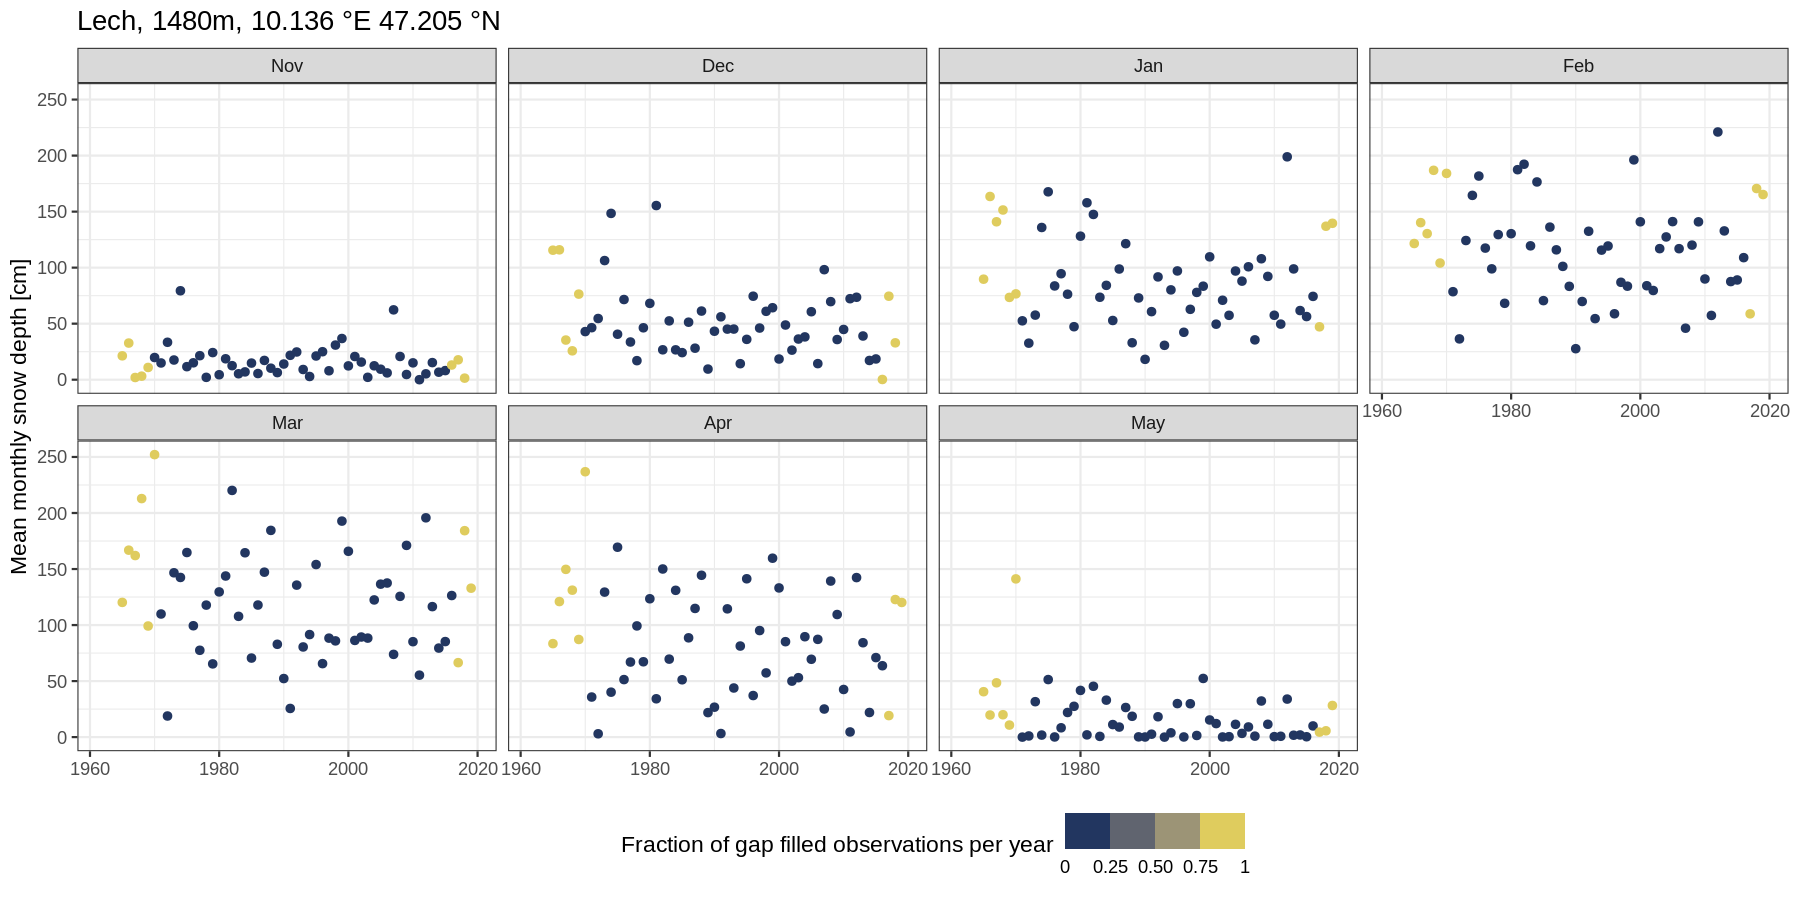 Lech, 1480m, 10.136 °E 47.205 °N
Nov Dec Jan Feb
250
200
150
100
50
0
1960 1980 2000 2020
Mar Apr May
250
200
150
100
50
0
1960 1980 2000 2020 1960 1980 2000 2020 1960 1980 2000 2020
Mean monthly snow depth [cm]
Fraction of gap filled observations per year
0 0.25 0.50 0.75 1